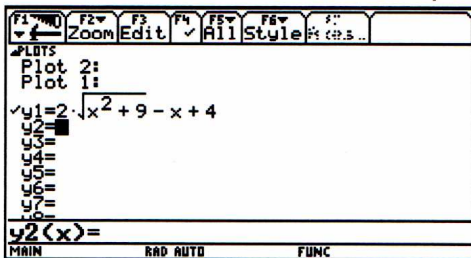 F1 F2 Zoom F3 Edit F4 ✓ F5 All F6 Style F7
PLOTS
Plot 2:
Plot 1:
✓y1=2·√x²+9 − x + 4
y2=
y3=
y4=
y5=
y6=
y7=
y2(x)=
MAIN RAD AUTO FUNC